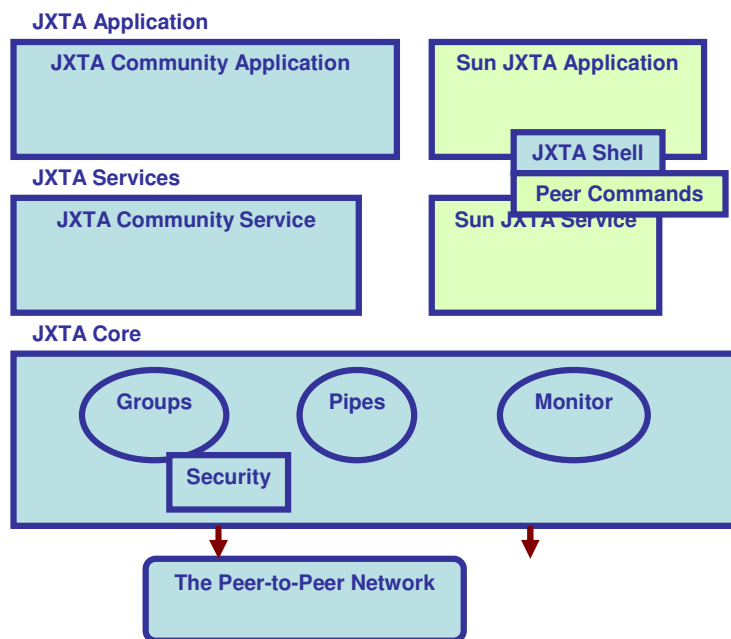 JXTA Application
JXTA Community Application
Sun JXTA Application
JXTA Shell
JXTA Services
Peer Commands
JXTA Community Service
Sun JXTA Service
JXTA Core
Groups
Pipes
Monitor
Security
The Peer-to-Peer Network